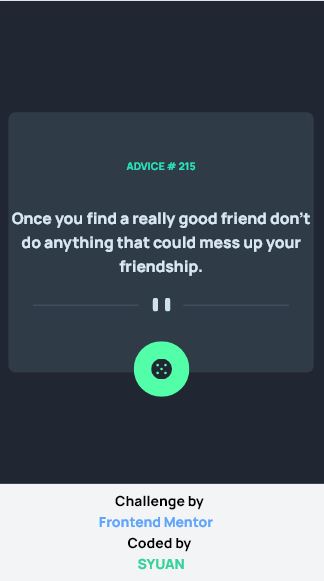 ADVICE # 215
Once you find a really good friend don't
do anything that could mess up your
friendship.
Challenge by
Frontend Mentor
Coded by
SYUAN